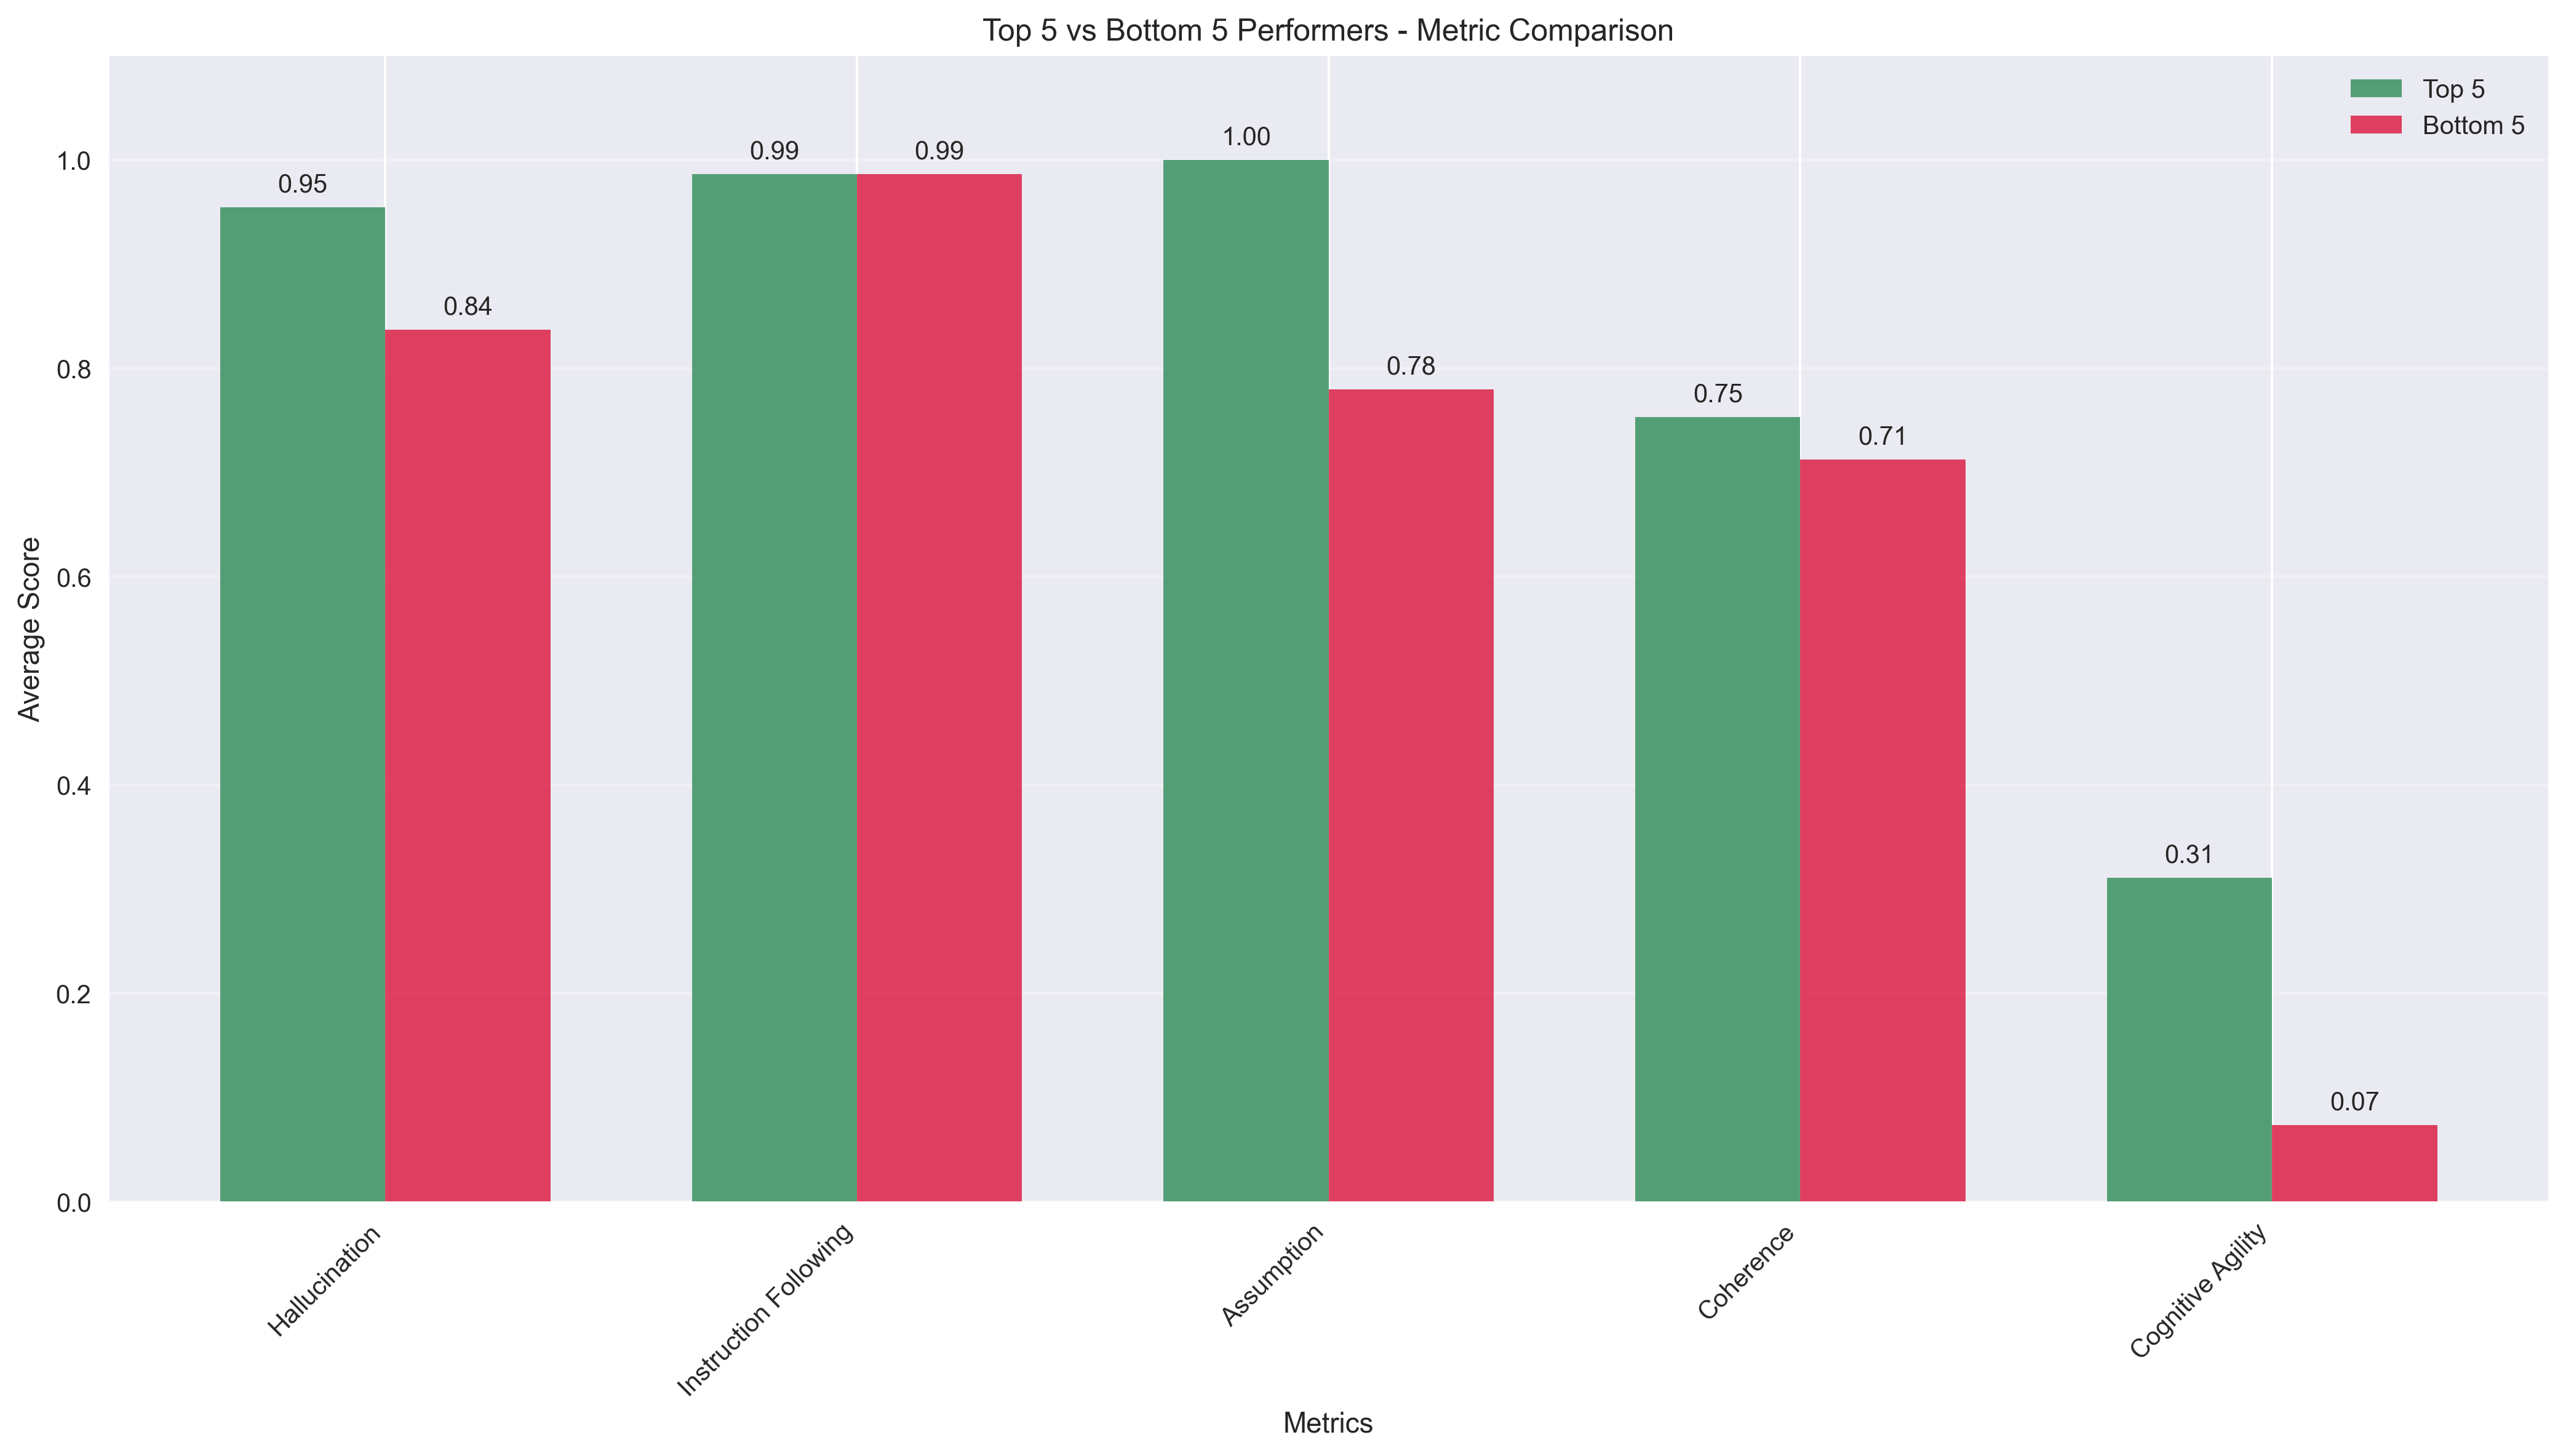 Top 5 vs Bottom 5 Performers - Metric Comparison
Top 5
Bottom 5
Average Score
1.0
0.8
0.6
0.4
0.2
0.0
0.95
0.84
0.99
0.99
1.00
0.78
0.75
0.71
0.31
0.07
Hallucination
Instruction Following
Assumption
Coherence
Cognitive Agility
Metrics